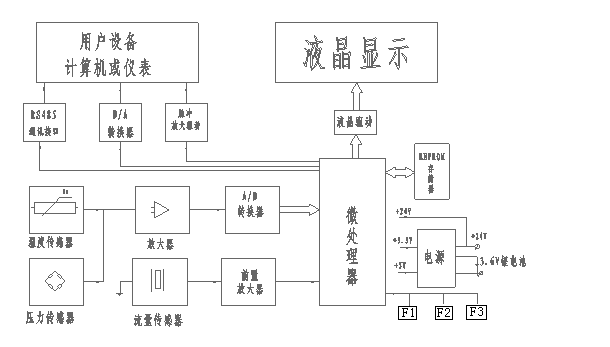 用户设备
计算机或仪表
液晶显示
RS485
通讯接口
D/A
转换器
脉冲
放大驱动
液晶驱动
EEPROM
存储器
微处理器
Rt
温度传感器
放大器
A/D
转换器
压力传感器
流量传感器
前置
放大器
+24V
+3.3V
+5V
电源
+24V
3.6V锂电池
F1
F2
F3